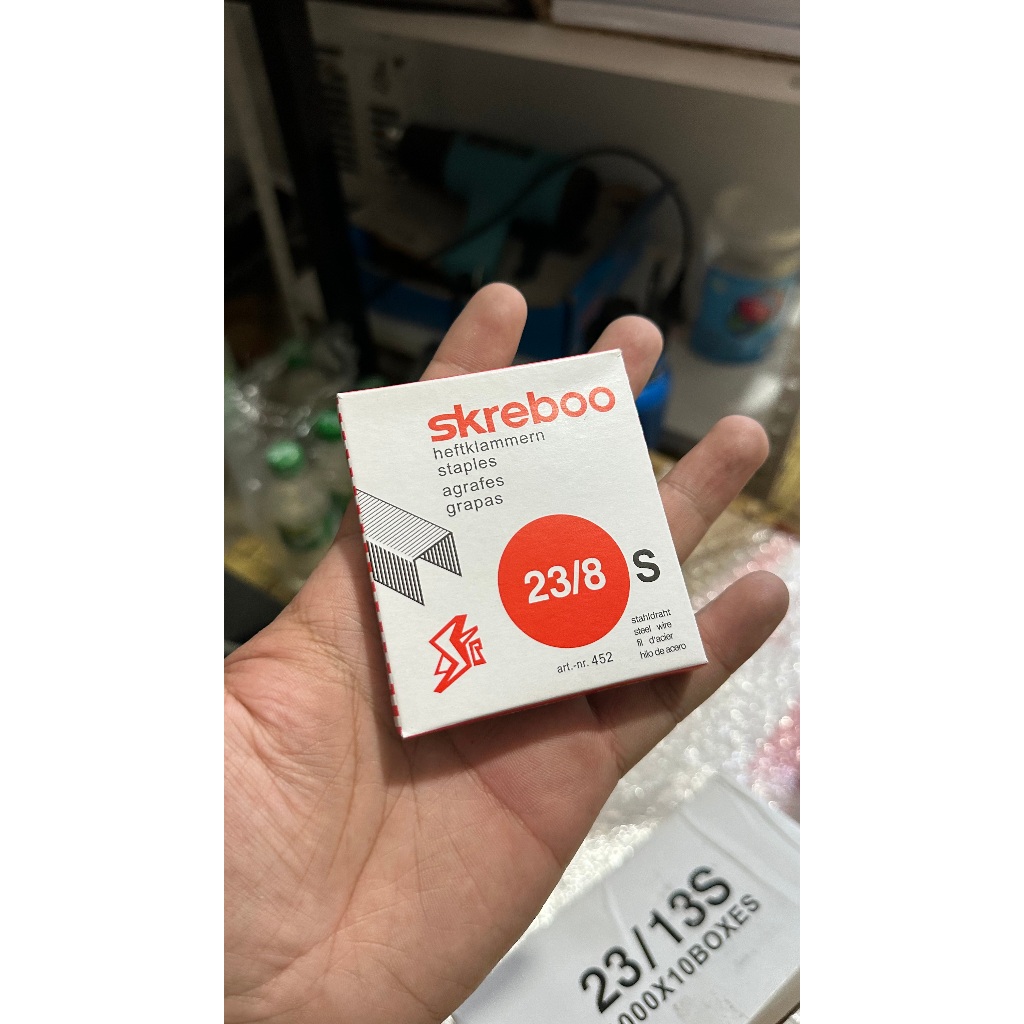 skreboo
heftklammern
staples
agrafes
grapas
23/8 S
stahldraht
steel wire
fil d'acier
hilo de acero
art.-nr. 452
23/13S
000X10BOXES